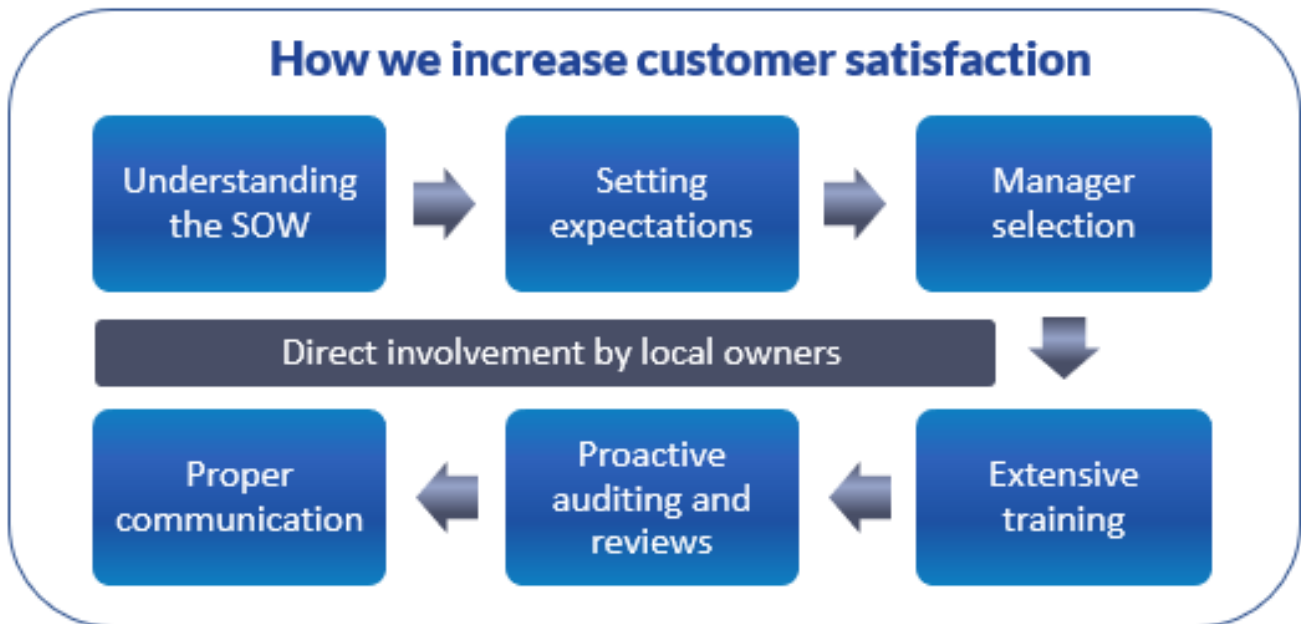 How we increase customer satisfaction
Understanding
the SOW
Setting
expectations
Manager
selection
Direct involvement by local owners
Proper
communication
Proactive
auditing and
reviews
Extensive
training